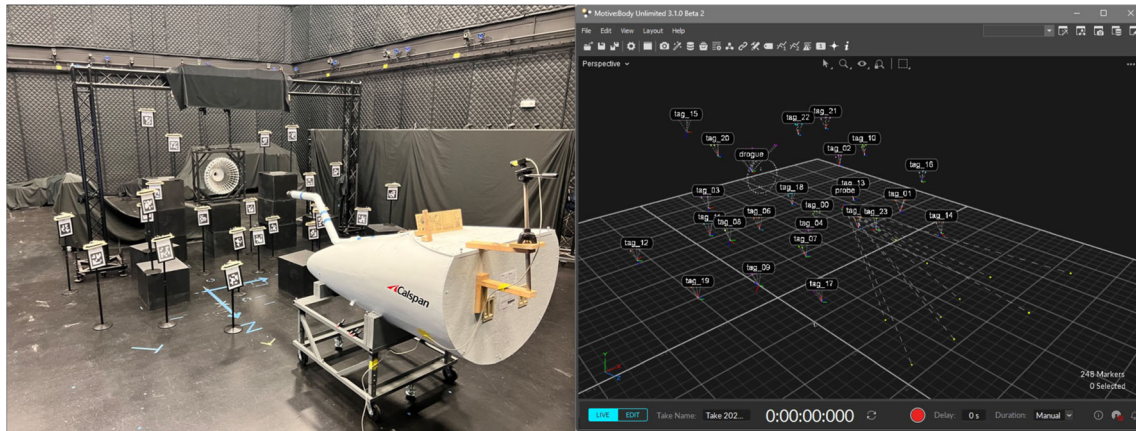 Calspan
N
MotiveBody Unlimited 3.1.0 Beta 2
File Edit View Layout Help
Perspective
tag_15
tag_22
tag_21
tag_20
tag_10
tag_02
drogue
tag_16
tag_13
tag_03
tag_18
probe
tag_01
tag_00
tag_06
tag_08
tag_04
tag_23
tag_14
tag_12
tag_07
tag_09
tag_19
tag_17
248 Markers
0 Selected
Y
LIVE EDIT Take Name: Take 202... 0:00:00:000 Delay: 0 s Duration: Manual